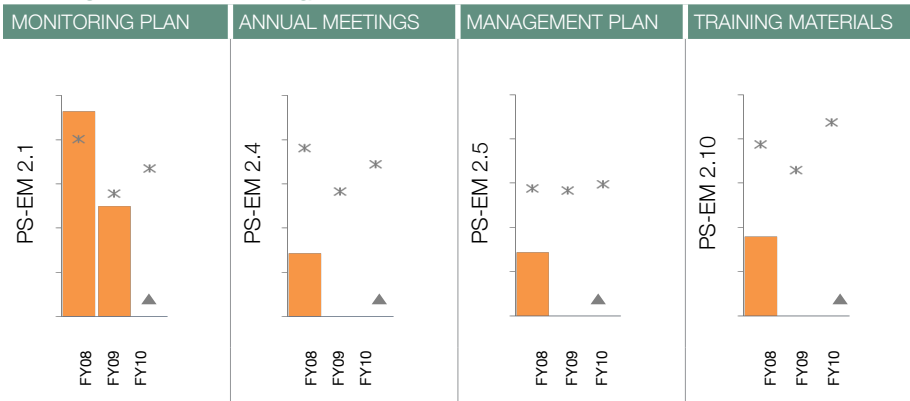 MONITORING PLAN
ANNUAL MEETINGS
MANAGEMENT PLAN
TRAINING MATERIALS
PS-EM 2.1
FY08
FY09
FY10
PS-EM 2.4
FY08
FY09
FY10
PS-EM 2.5
FY08
FY09
FY10
PS-EM 2.10
FY08
FY09
FY10